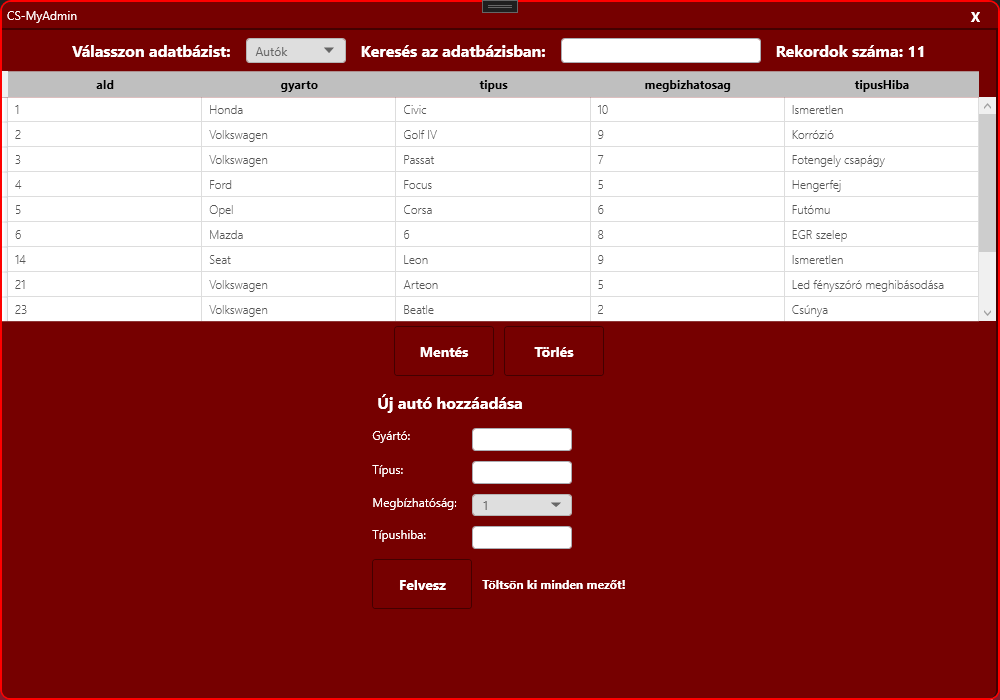 CS-MyAdmin X
Válasszon adatbázist: Autók Keresés az adatbázisban: Rekordok száma: 11
aId gyarto tipus megbizhatosag tipusHiba
1 Honda Civic 10 Ismeretlen
2 Volkswagen Golf IV 9 Korrózió
3 Volkswagen Passat 7 Fotengely csapágy
4 Ford Focus 5 Hengerfej
5 Opel Corsa 6 Futómu
6 Mazda 6 8 EGR szelep
14 Seat Leon 9 Ismeretlen
21 Volkswagen Arteon 5 Led fényszóró meghibásodása
23 Volkswagen Beatle 2 Csúnya
Mentés Törlés
Új autó hozzáadása
Gyártó:
Típus:
Megbízhatóság: 1
Típushiba:
Felvesz Töltsön ki minden mezőt!